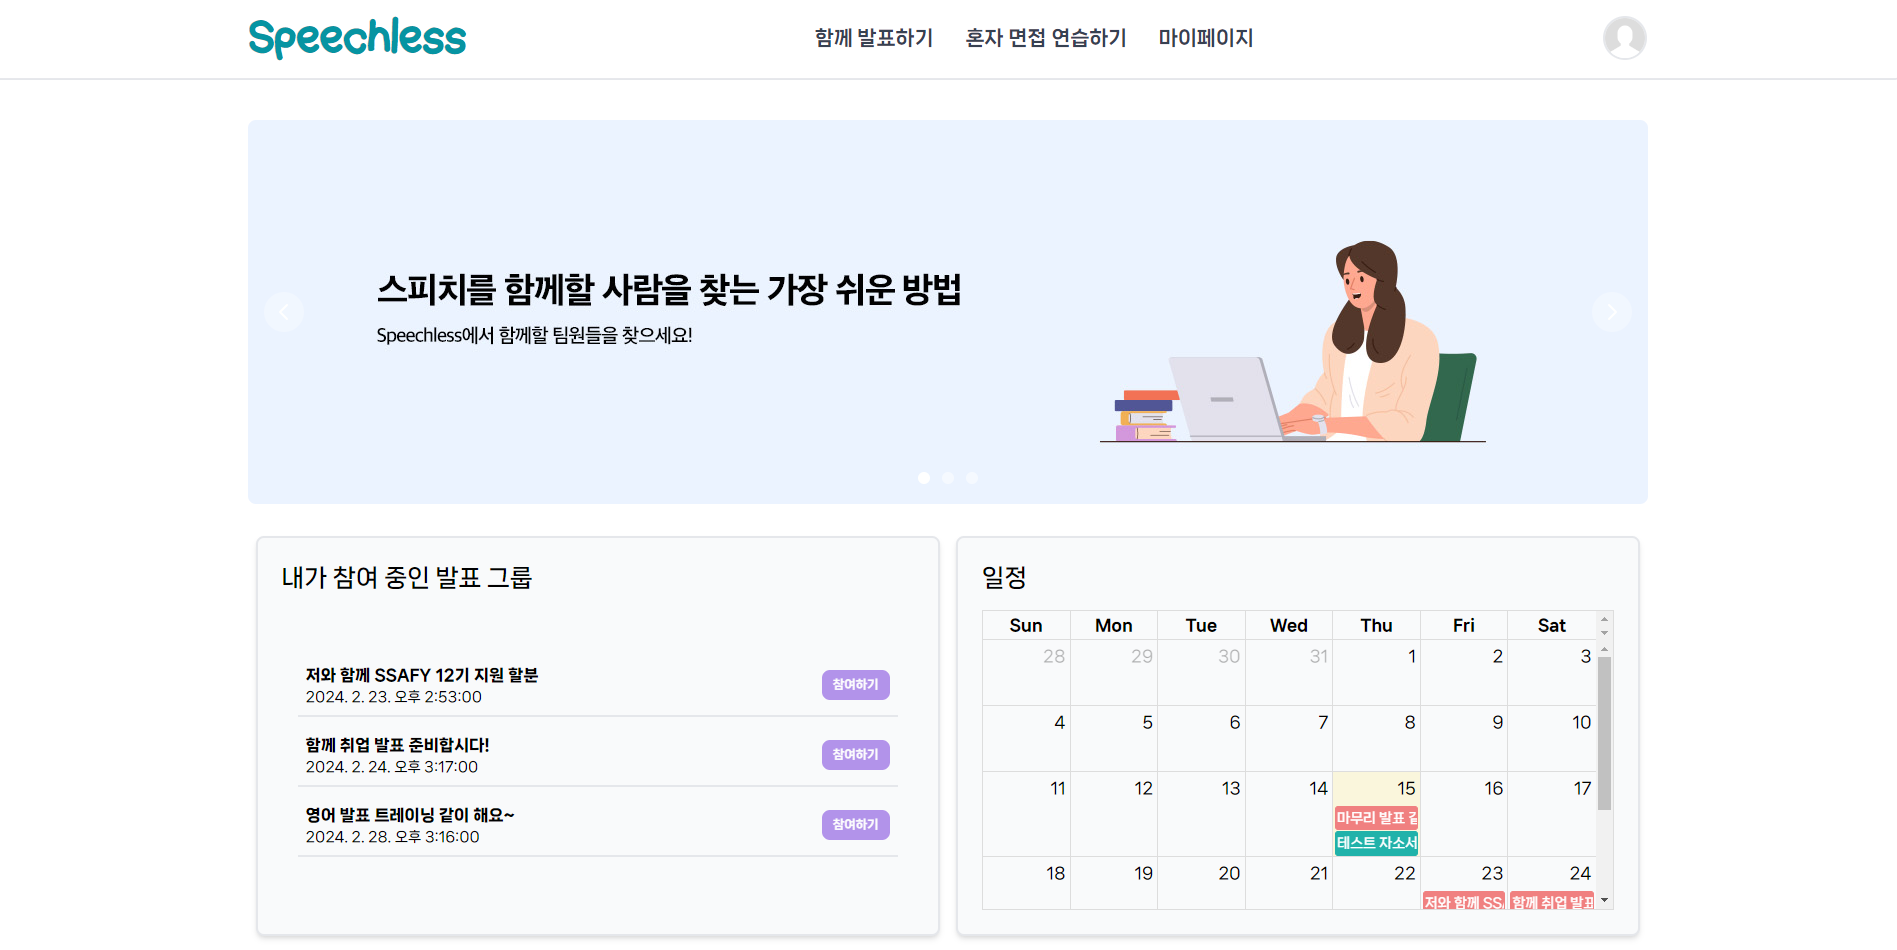 Speechless
함께 발표하기 혼자 면접 연습하기 마이페이지
스피치를 함께할 사람을 찾는 가장 쉬운 방법
Speechless에서 함께할 팀원들을 찾으세요!
내가 참여 중인 발표 그룹
저와 함께 SSAFY 12기 지원 할분
2024. 2. 23. 오후 2:53:00
참여하기
함께 취업 발표 준비합시다!
2024. 2. 24. 오후 3:17:00
참여하기
영어 발표 트레이닝 같이 해요~
2024. 2. 28. 오후 3:16:00
참여하기
일정
Sun Mon Tue Wed Thu Fri Sat
28 29 30 31 1 2 3
4 5 6 7 8 9 10
11 12 13 14 15 16 17
마무리 발표
테스트 자소서
18 19 20 21 22 23 24
저와 함께 SS
함께 취업 발표